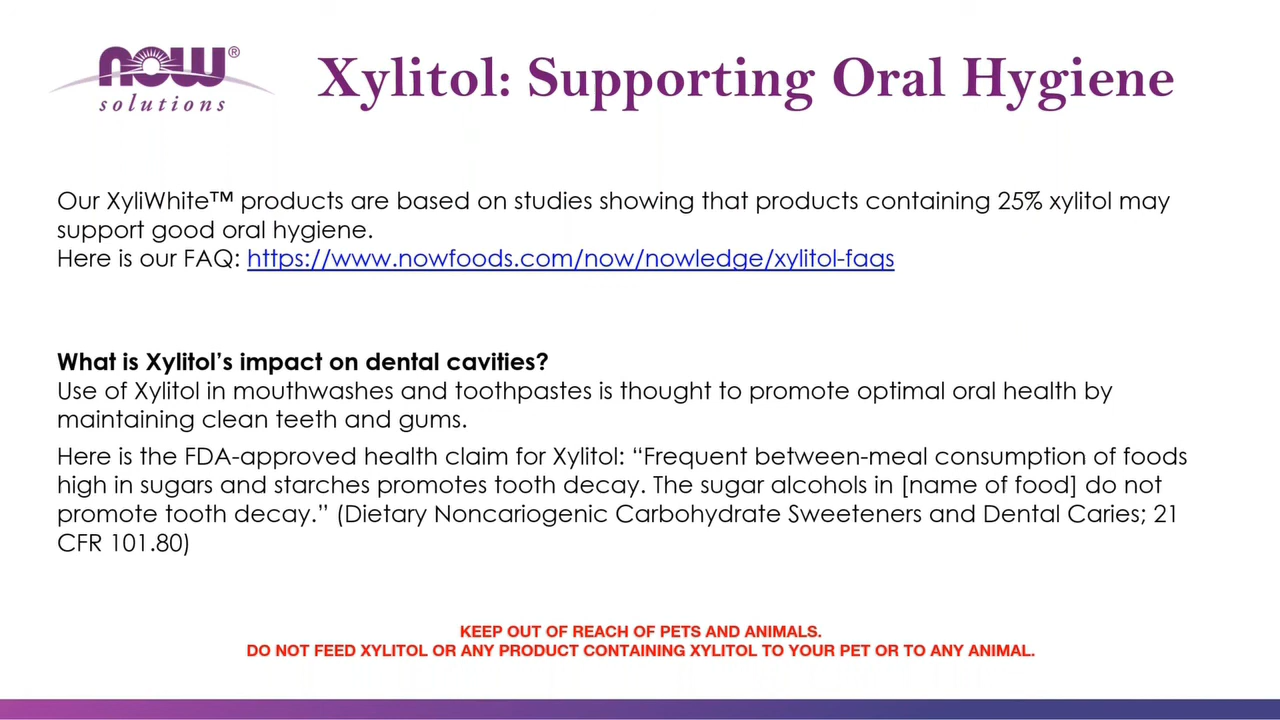 now®
solutions
Xylitol: Supporting Oral Hygiene
Our XyliWhite™ products are based on studies showing that products containing 25% xylitol may
support good oral hygiene.
Here is our FAQ: https://www.nowfoods.com/now/nowledge/xylitol-faqs
What is Xylitol’s impact on dental cavities?
Use of Xylitol in mouthwashes and toothpastes is thought to promote optimal oral health by
maintaining clean teeth and gums.
Here is the FDA-approved health claim for Xylitol: “Frequent between-meal consumption of foods
high in sugars and starches promotes tooth decay. The sugar alcohols in [name of food] do not
promote tooth decay.” (Dietary Noncariogenic Carbohydrate Sweeteners and Dental Caries; 21
CFR 101.80)
KEEP OUT OF REACH OF PETS AND ANIMALS.
DO NOT FEED XYLITOL OR ANY PRODUCT CONTAINING XYLITOL TO YOUR PET OR TO ANY ANIMAL.